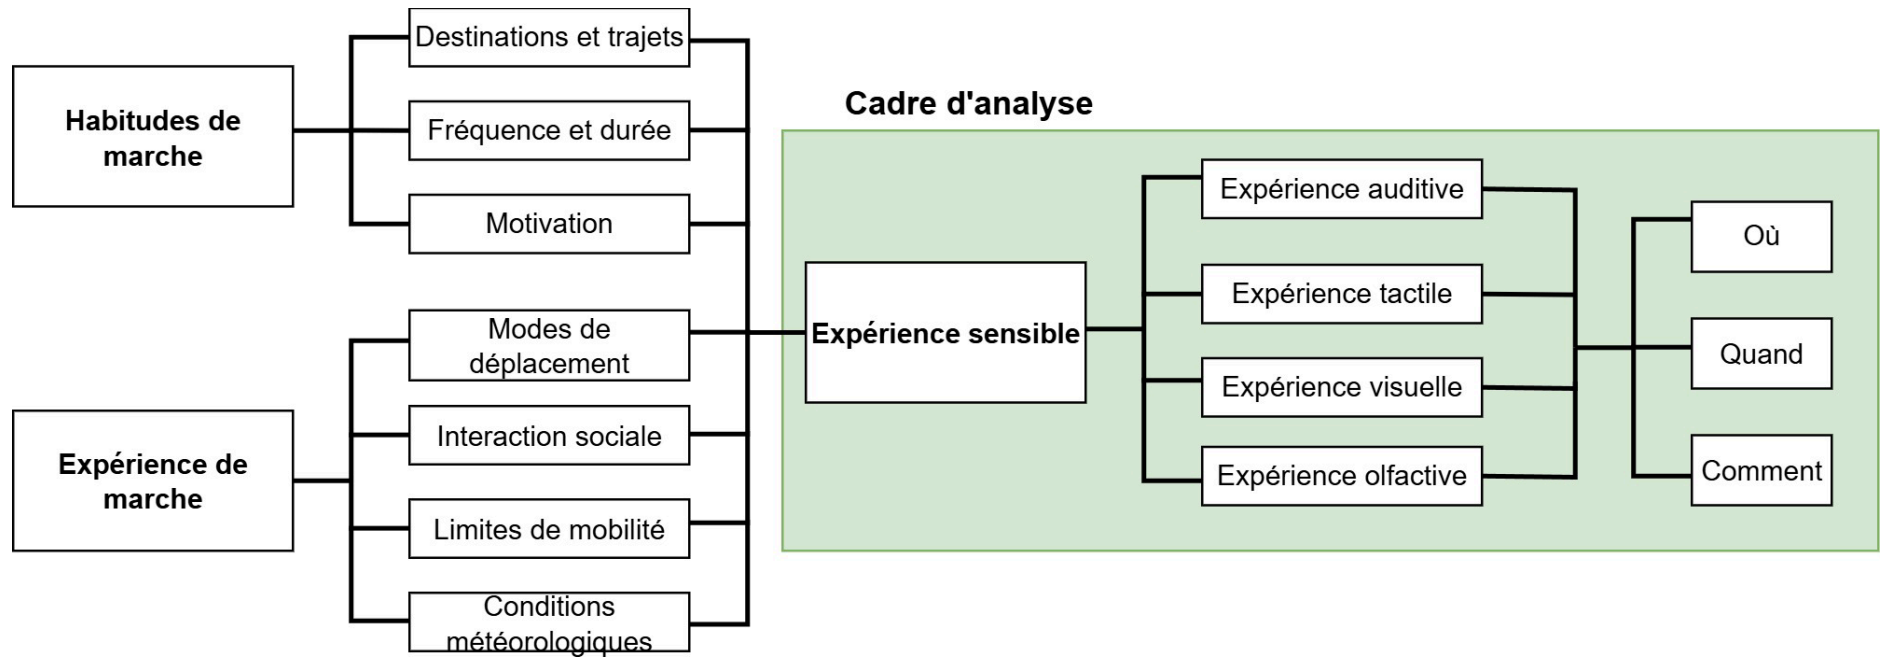 Habitudes de
marche
Destinations et trajets
Fréquence et durée
Motivation
Expérience de
marche
Modes de
déplacement
Interaction sociale
Limites de mobilité
Conditions
météorologiques
Cadre d'analyse
Expérience sensible
Expérience auditive
Expérience tactile
Expérience visuelle
Expérience olfactive
Où
Quand
Comment